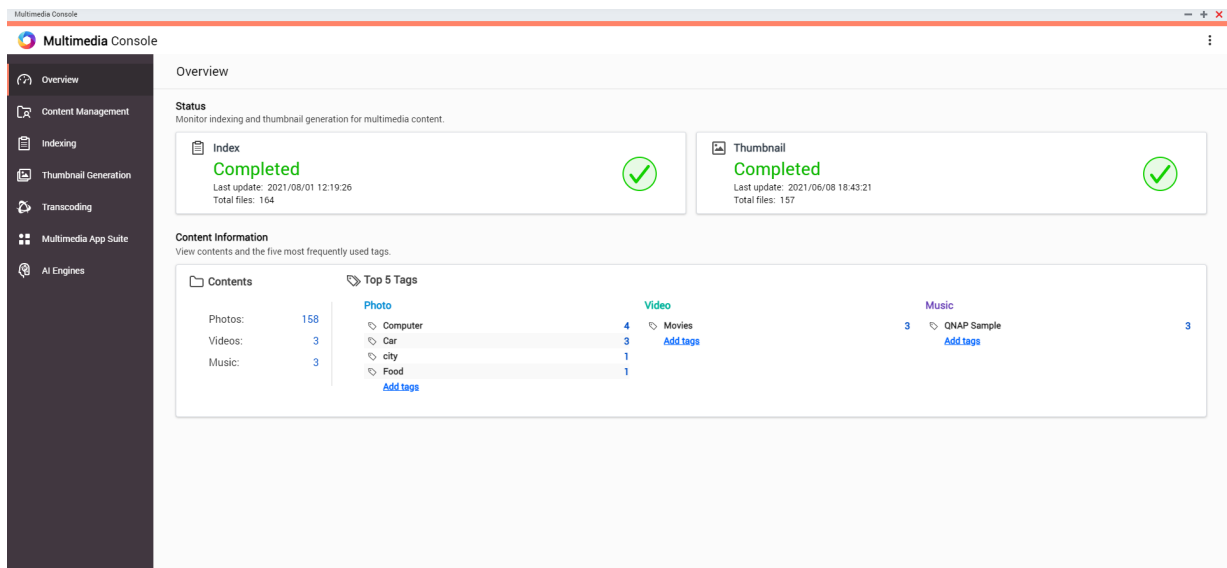 Multimedia Console
Multimedia Console
Overview
Content Management
Indexing
Thumbnail Generation
Transcoding
Multimedia App Suite
AI Engines
Overview
Status
Monitor indexing and thumbnail generation for multimedia content.
Index
Completed
Last update: 2021/08/01 12:19:26
Total files: 164
Thumbnail
Completed
Last update: 2021/06/08 18:43:21
Total files: 157
Content Information
View contents and the five most frequently used tags.
Contents
Photos: 158
Videos: 3
Music: 3
Top 5 Tags
Photo
Computer 4
Car 3
city 1
Food 1
Add tags
Video
Movies 3
Add tags
Music
QNAP Sample 3
Add tags